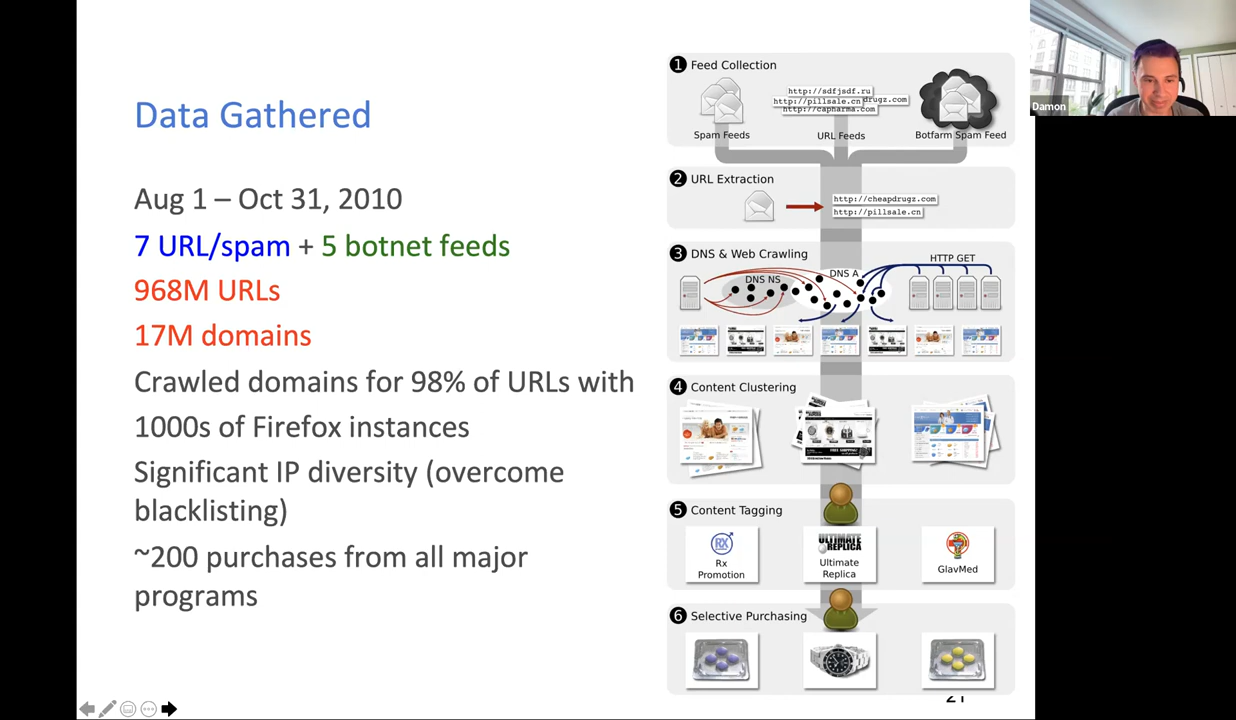 Data Gathered
Aug 1 – Oct 31, 2010
7 URL/spam + 5 botnet feeds
968M URLs
17M domains
Crawled domains for 98% of URLs with
1000s of Firefox instances
Significant IP diversity (overcome
blacklisting)
~200 purchases from all major
programs
1 Feed Collection
http://sdfjsdf.ru
http://pillsale.cn
drugz.com
http://capharma.com
Spam Feeds
URL Feeds
Botfarm Spam Feed
2 URL Extraction
http://cheapdrugz.com
http://pillsale.cn
3 DNS & Web Crawling
HTTP GET
DNS A
DNS NS
4 Content Clustering
5 Content Tagging
RX
Rx
Promotion
ULTIMATE
REPLICA
Ultimate
Replica
GlavMed
6 Selective Purchasing
Damon